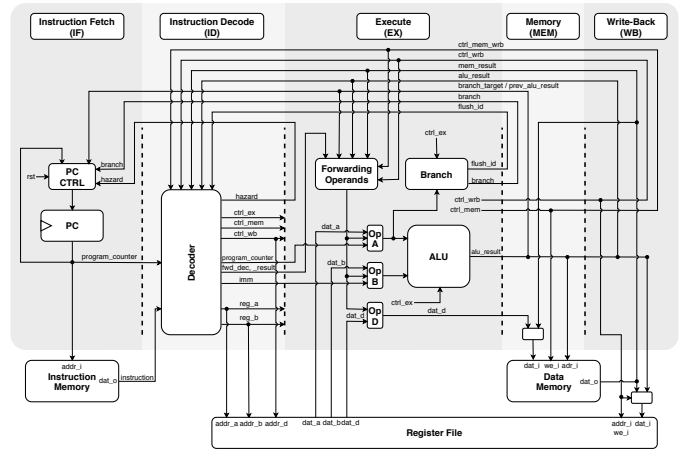 Instruction Fetch
(IF)
Instruction Decode
(ID)
Execute
(EX)
Memory
(MEM)
Write-Back
(WB)
ctrl_mem_wrb
ctrl_wrb
mem_result
alu_result
branch_target / prev_alu_result
branch
flush_id
ctrl_ex
rst
PC
CTRL
branch
hazard
Forwarding
Operands
Branch
flush_id
branch
PC
Decoder
hazard
ctrl_ex
ctrl_mem
ctrl_wb
ctrl_wrb
ctrl_mem
dat_a
Op
A
ALU
program_counter
program_counter
fwd_dec,_result
imm
dat_b
Op
B
alu_result
ctrl_ex
reg_a
reg_b
dat_d
Op
D
dat_d
addr_i
Instruction
Memory
dat_o
instruction
dat_i we_i adr_i
Data
Memory
dat_o
addr_a addr_b addr_d
dat_a dat_b dat_d
addr_i dat_i
we_i
Register File